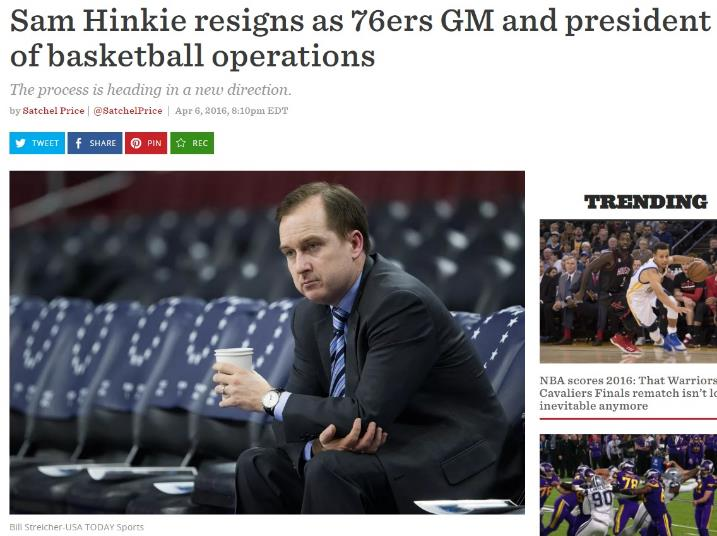 Sam Hinkie resigns as 76ers GM and president
of basketball operations
The process is heading in a new direction.
by Satchel Price | @SatchelPrice | Apr 6, 2016, 8:10pm EDT
TWEET SHARE PIN REC
TRENDING
NBA scores 2016: That Warriors
Cavaliers Finals rematch isn't
inevitable anymore
78
90
Bill Streicher-USA TODAY Sports